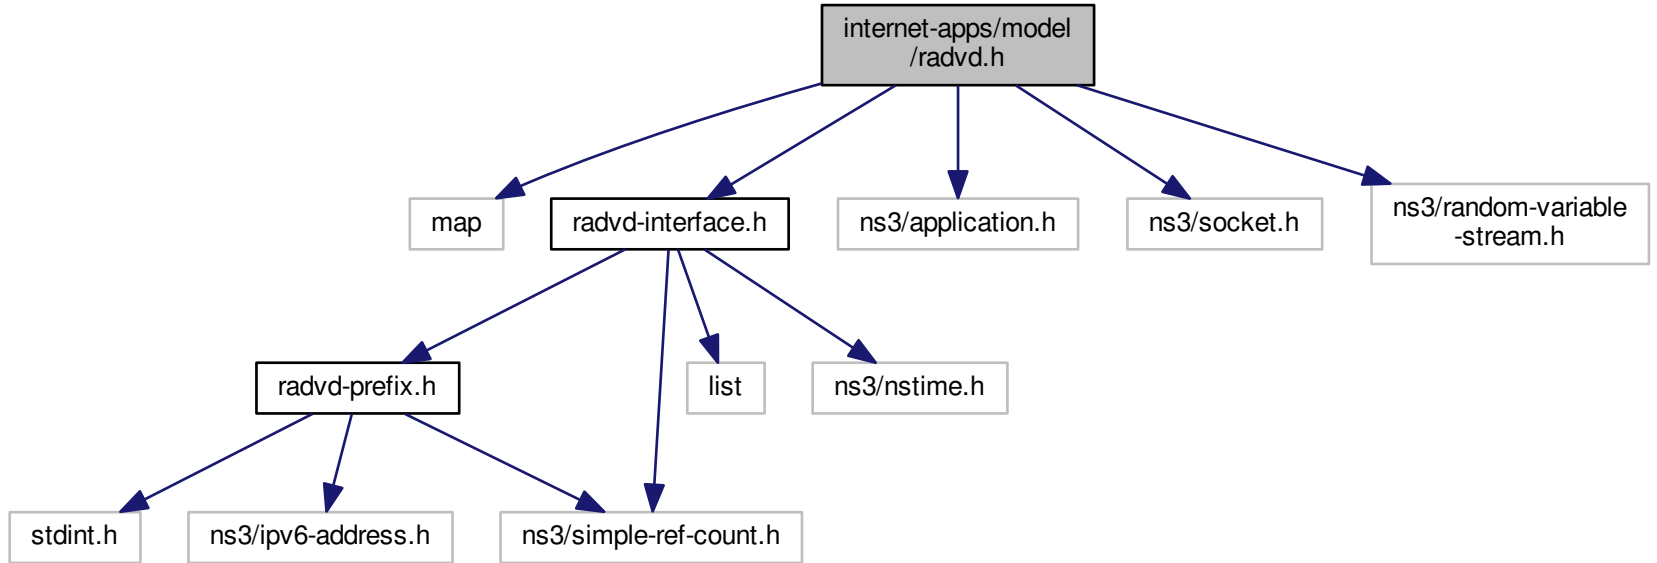 internet-apps/model
/radvd.h
map
radvd-interface.h
ns3/application.h
ns3/socket.h
ns3/random-variable
-stream.h
radvd-prefix.h
list
ns3/nstime.h
stdint.h
ns3/ipv6-address.h
ns3/simple-ref-count.h